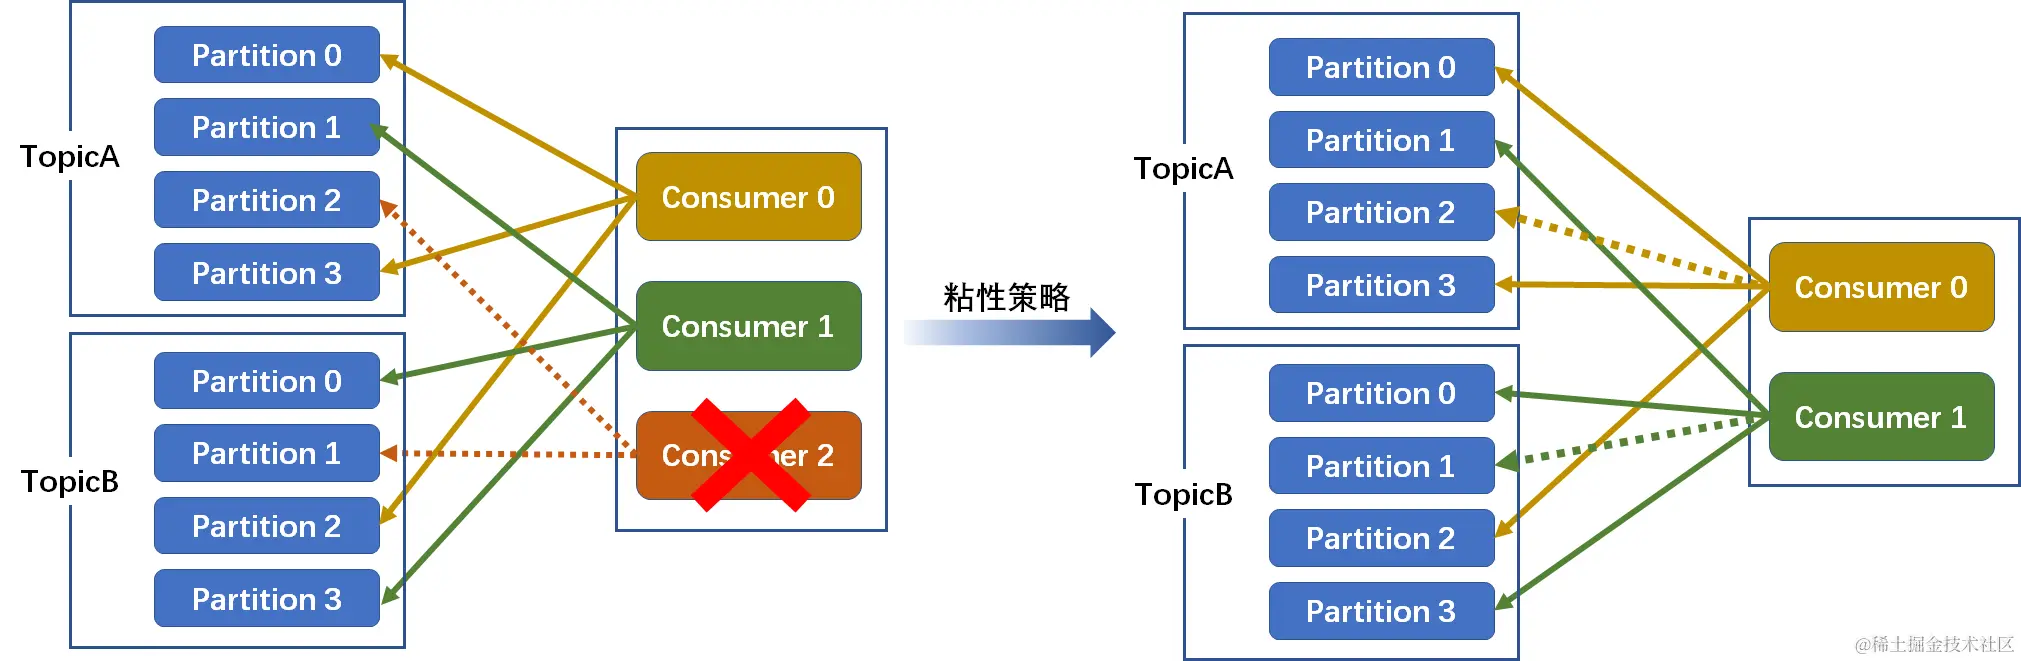 TopicA
Partition 0
Partition 1
Partition 2
Partition 3
TopicB
Partition 0
Partition 1
Partition 2
Partition 3
Consumer 0
Consumer 1
Consumer 2
粘性策略
TopicA
Partition 0
Partition 1
Partition 2
Partition 3
TopicB
Partition 0
Partition 1
Partition 2
Partition 3
Consumer 0
Consumer 1
@稀土掘金技术社区